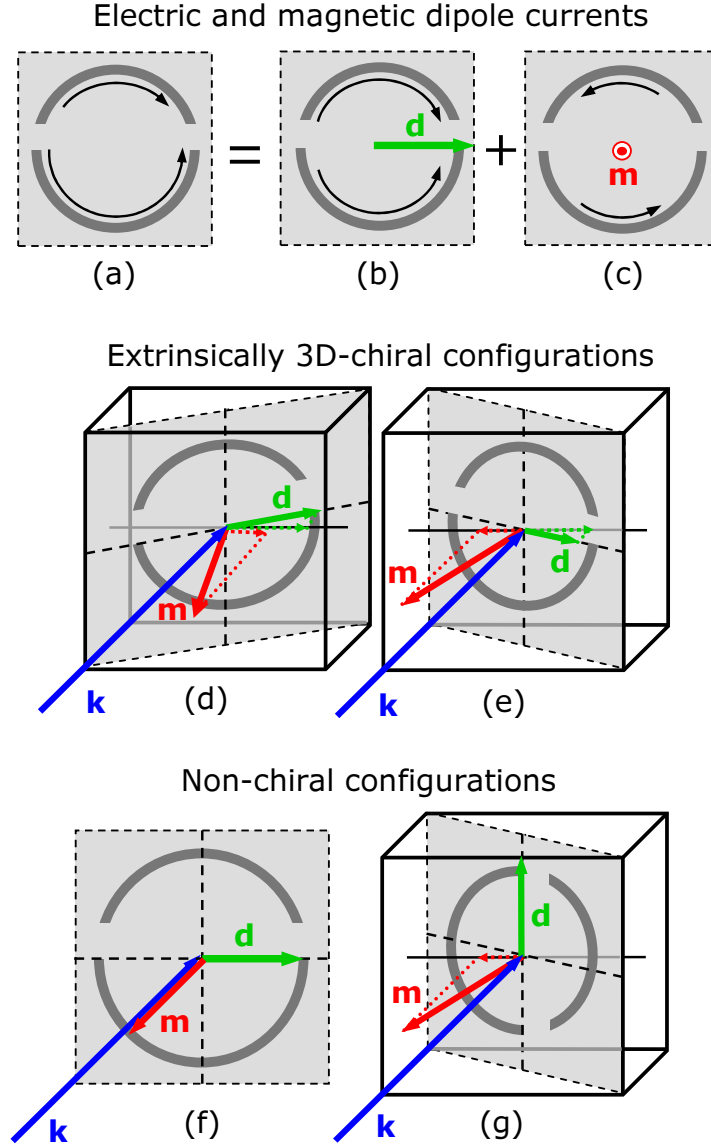 Electric and magnetic dipole currents
d
= +
m
(a) (b) (c)
Extrinsically 3D-chiral configurations
d
d
m
m
k (d) k (e)
Non-chiral configurations
d
d
m
m
k (f) k (g)